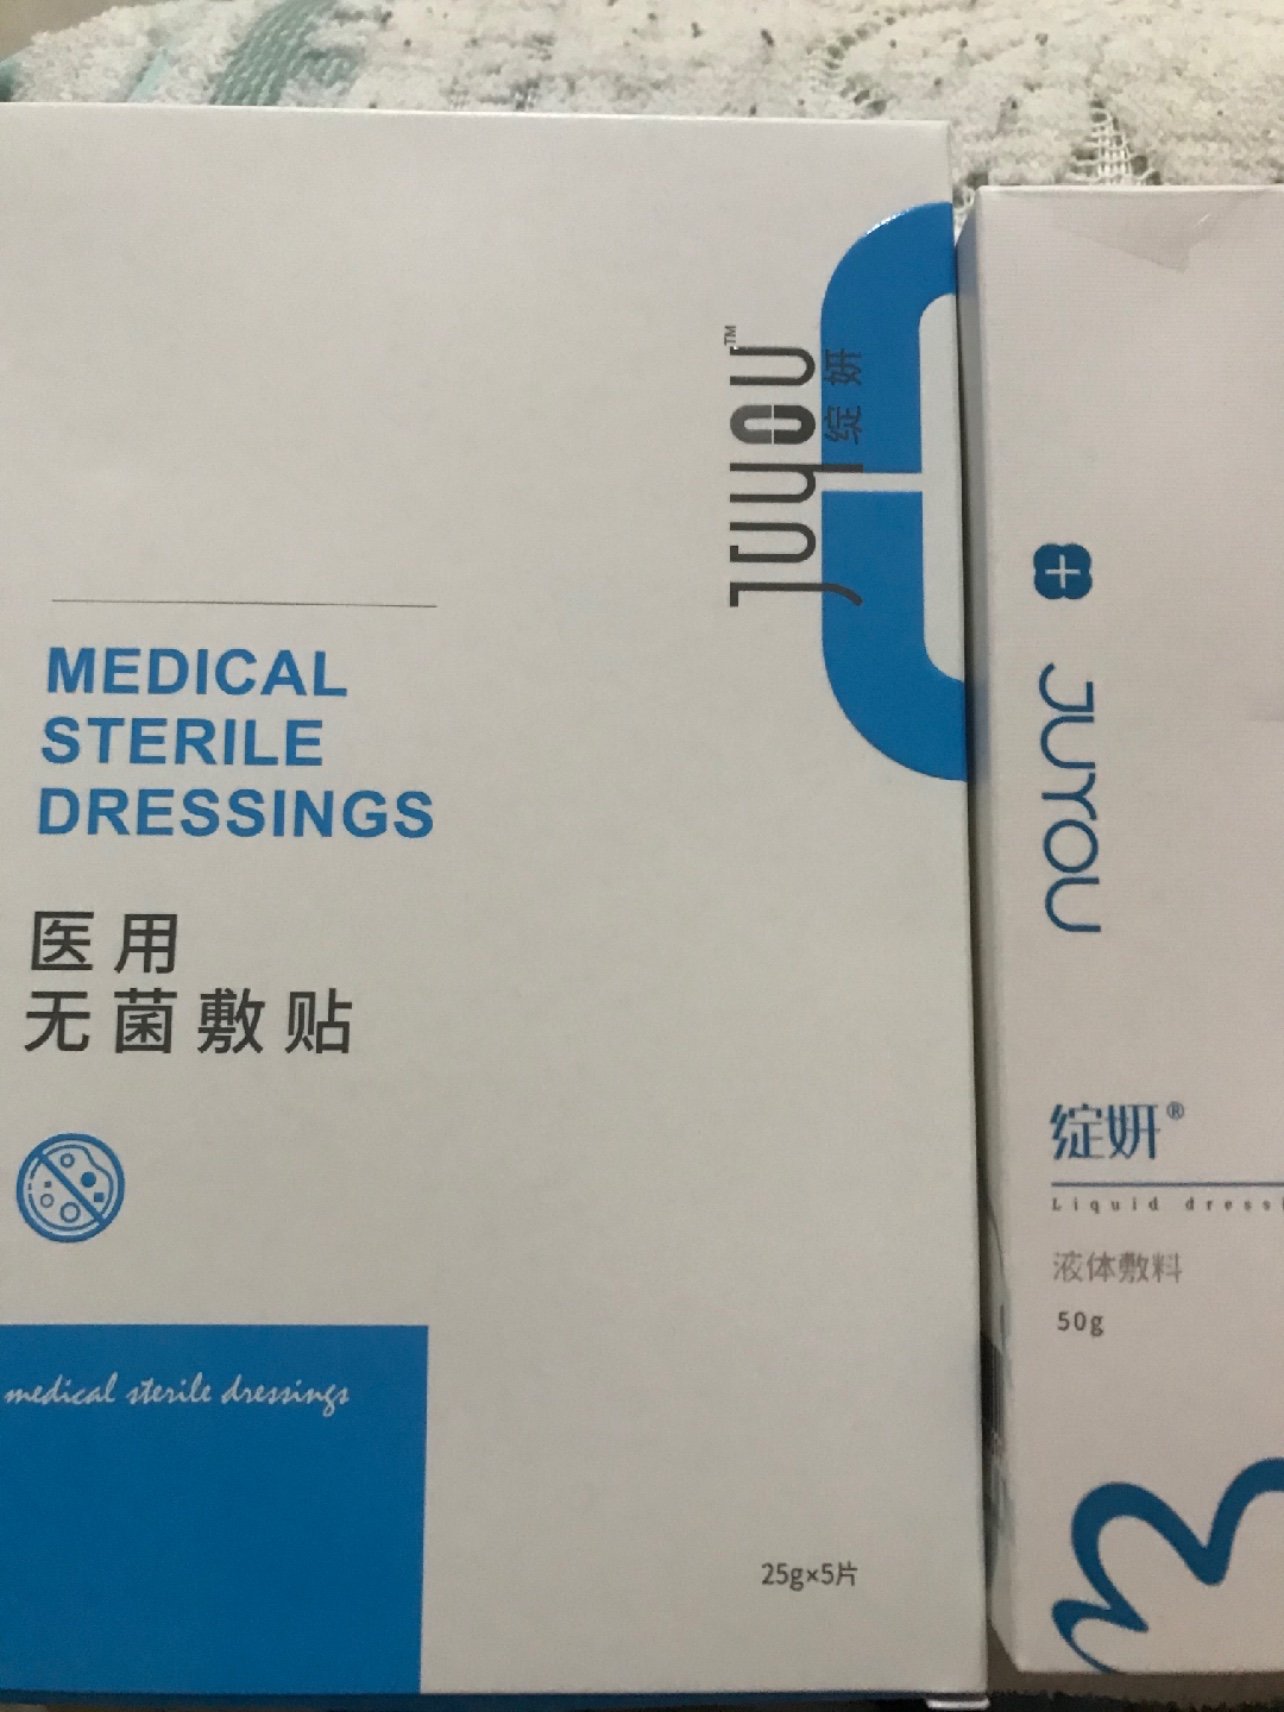 MEDICAL
STERILE
DRESSINGS
医用
无菌敷贴
medical sterile dressings
25g×5片
Juyou™
绽妍
JUYOU
绽妍®
Liquid dressi
液体敷料
50g